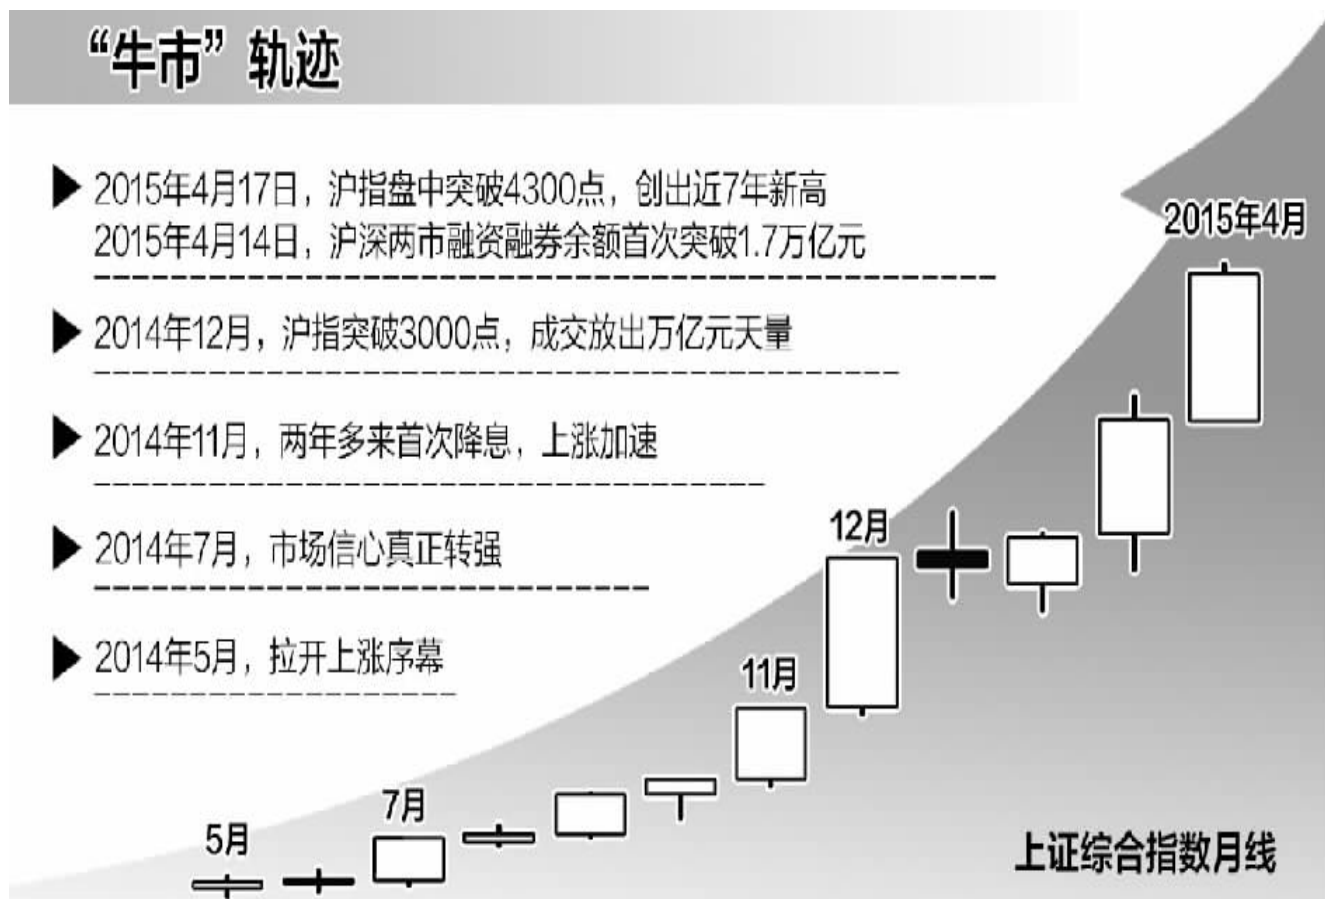 “牛市”轨迹
2015年4月17日，沪指盘中突破4300点，创出近7年新高
2015年4月14日，沪深两市融资融券余额首次突破1.7万亿元
2014年12月，沪指突破3000点，成交放出万亿元天量
2014年11月，两年多来首次降息，上涨加速
2014年7月，市场信心真正转强
2014年5月，拉开上涨序幕
5月
7月
11月
12月
2015年4月
上证综合指数月线